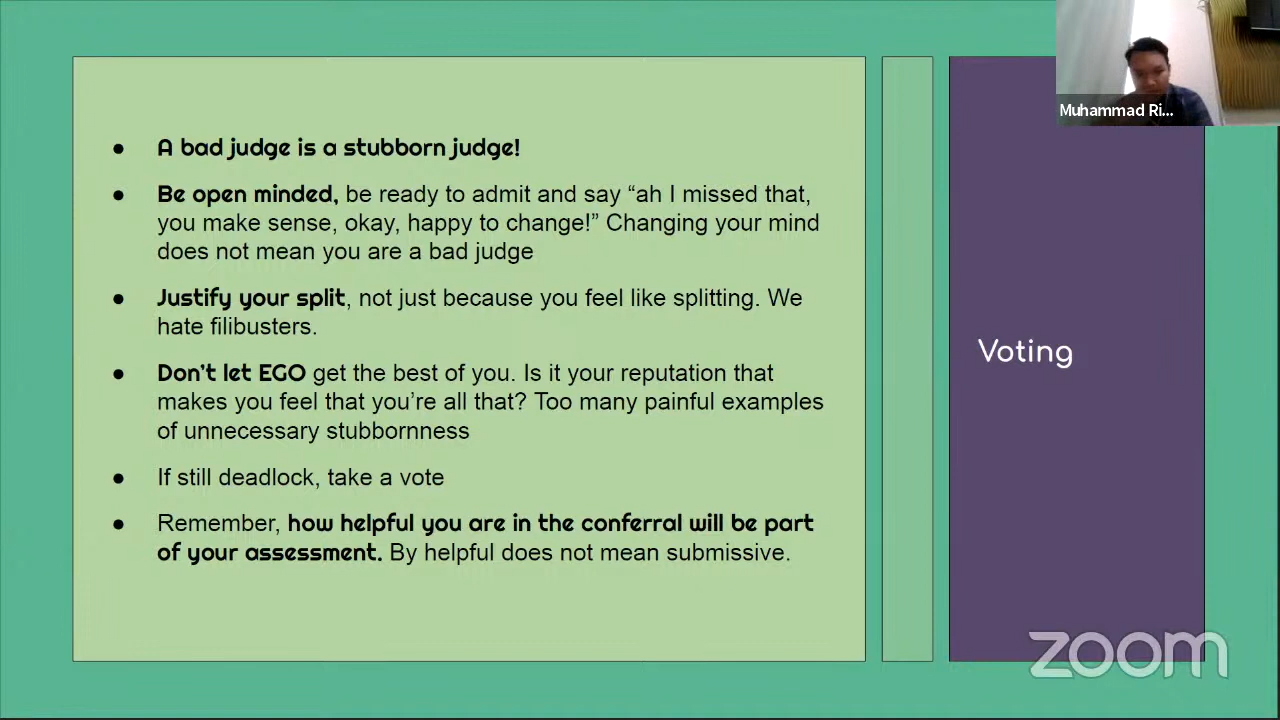 ● A bad judge is a stubborn judge!
● Be open minded, be ready to admit and say “ah I missed that,
you make sense, okay, happy to change!” Changing your mind
does not mean you are a bad judge
● Justify your split, not just because you feel like splitting. We
hate filibusters.
● Don’t let EGO get the best of you. Is it your reputation that
makes you feel that you’re all that? Too many painful examples
of unnecessary stubbornness
● If still deadlock, take a vote
● Remember, how helpful you are in the conferral will be part
of your assessment. By helpful does not mean submissive.
Voting
Muhammad Ri...
zoom